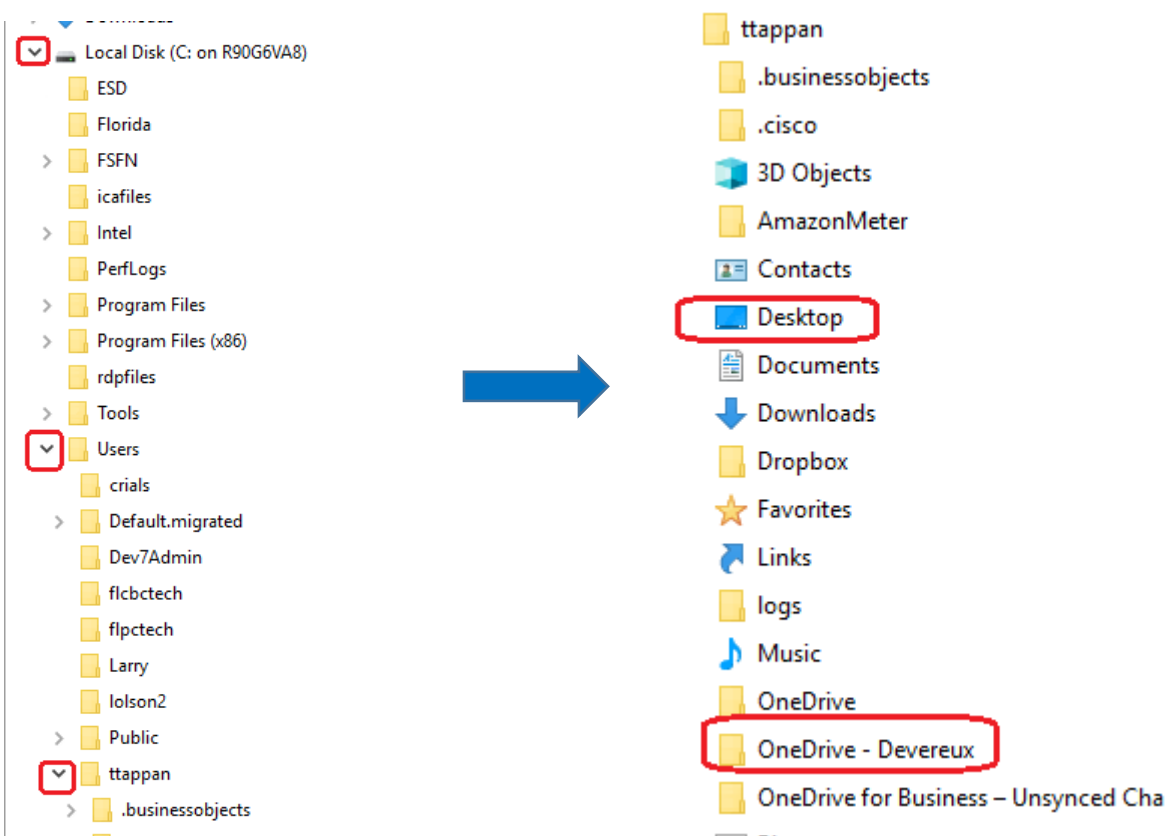 Local Disk (C: on R90G6VA8)
ESD
Florida
FSFN
icafiles
Intel
PerfLogs
Program Files
Program Files (x86)
rdpfiles
Tools
Users
crials
Default.migrated
Dev7Admin
flcbctech
flpctech
Larry
lolson2
Public
ttappan
.businessobjects
ttappan
.businessobjects
.cisco
3D Objects
AmazonMeter
Contacts
Desktop
Documents
Downloads
Dropbox
Favorites
Links
logs
Music
OneDrive
OneDrive - Devereux
OneDrive for Business – Unsynced Cha